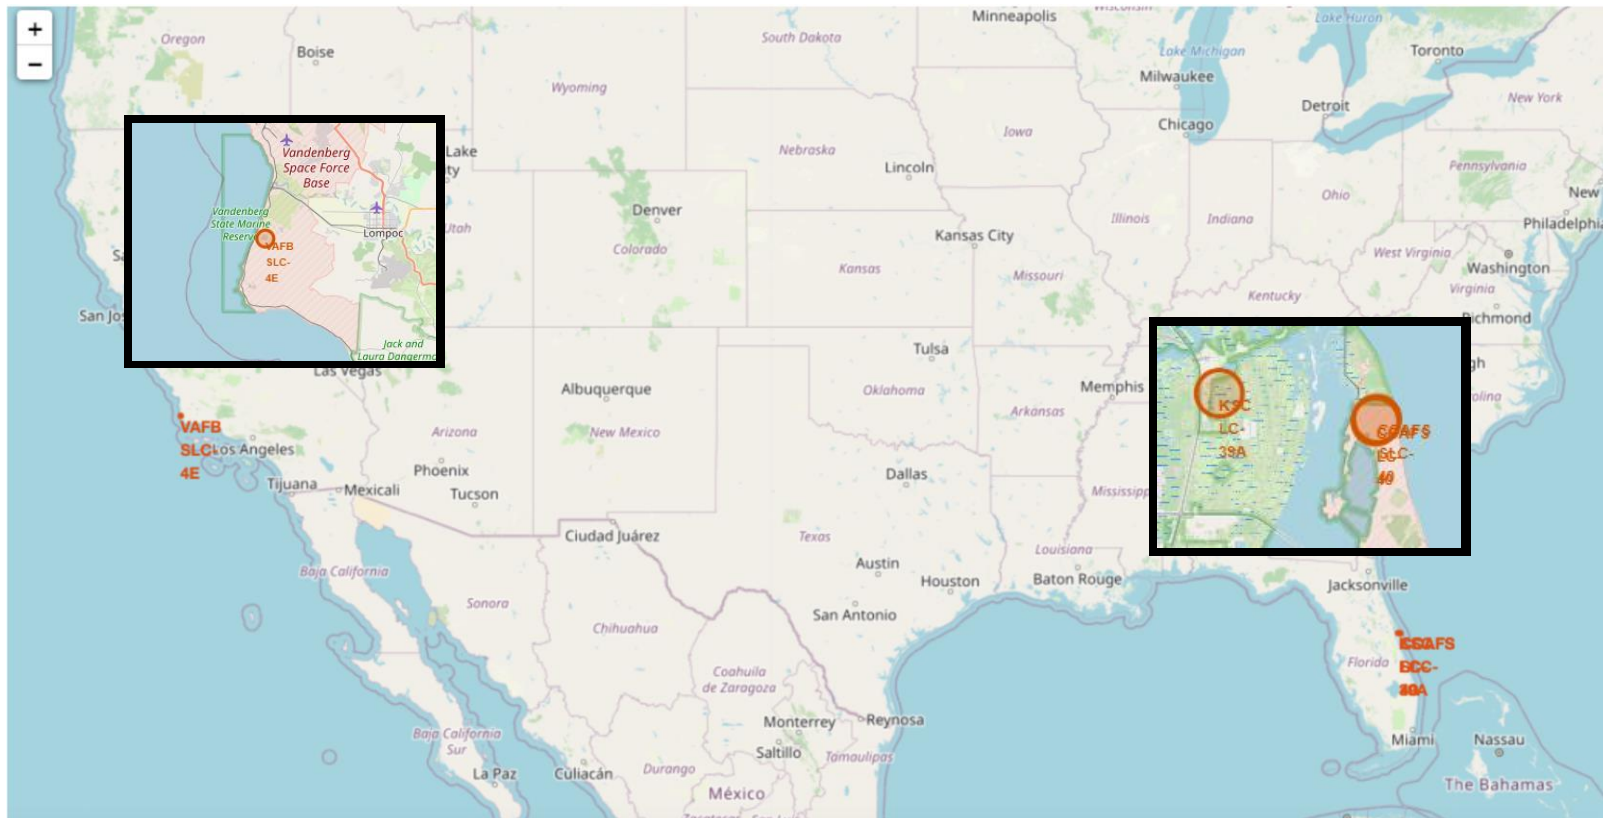 +
−
Oregon
Boise
South Dakota
Minneapolis
Wisconsin
Lake Huron
Toronto
Wyoming
Lake Michigan
Milwaukee
Detroit
New York
Chicago
Iowa
Nebraska
Lincoln
Pennsylvania
Lake
Utah
Denver
Colorado
Illinois
Indiana
Ohio
New
Philadelphia
Kansas City
Kansas
Missouri
West Virginia
Washington
Virginia
Kentucky
Richmond
San Jos
Vandenberg
Space Force
Base
Vandenberg
State Marine
Reserve
Lompoc
VAFB
SLC-
4E
Jack and
Laura Dangermo
Las Vegas
Albuquerque
Tulsa
Oklahoma
Memphis
Arkansas
KSC
LC-
39A
CCAFS
SLC-
40
VAFB
SLC-
4E
Los Angeles
Arizona
New Mexico
Phoenix
Tijuana
Mexicali
Tucson
Dallas
Mississipp
Ciudad Juárez
Texas
Louisiana
Austin
Houston
Baton Rouge
Jacksonville
Baja California
Sonora
Chihuahua
San Antonio
Florida
Coahuila
de Zaragoza
Monterrey
Reynosa
Saltillo
Tamaulipas
Baja California
Sur
La Paz
Culiacán
Durango
México
Miami
Nassau
The Bahamas